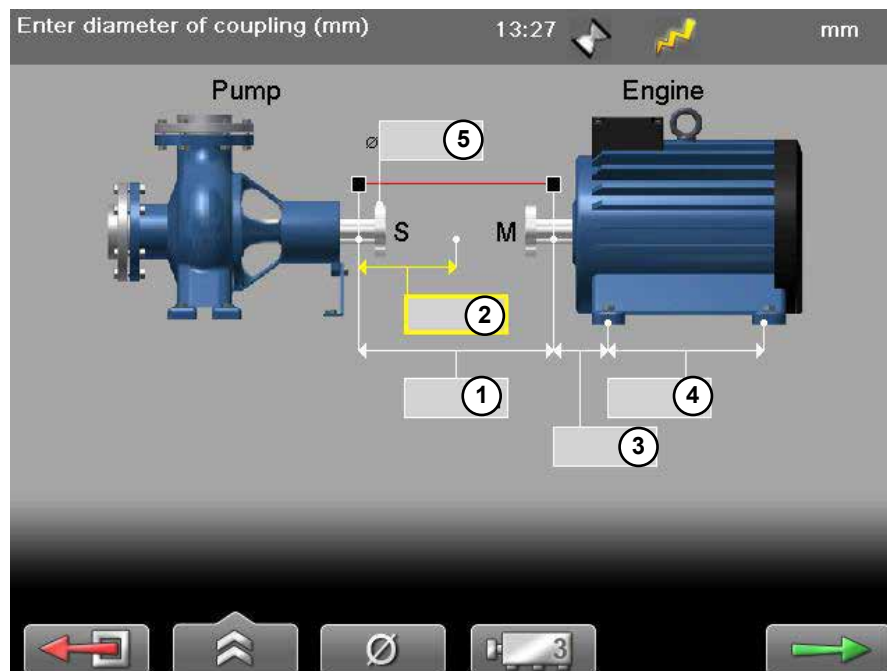 Enter diameter of coupling (mm) 13:27 mm
Pump Engine
Ø 5
S M
2
1 4
3
Ø 3